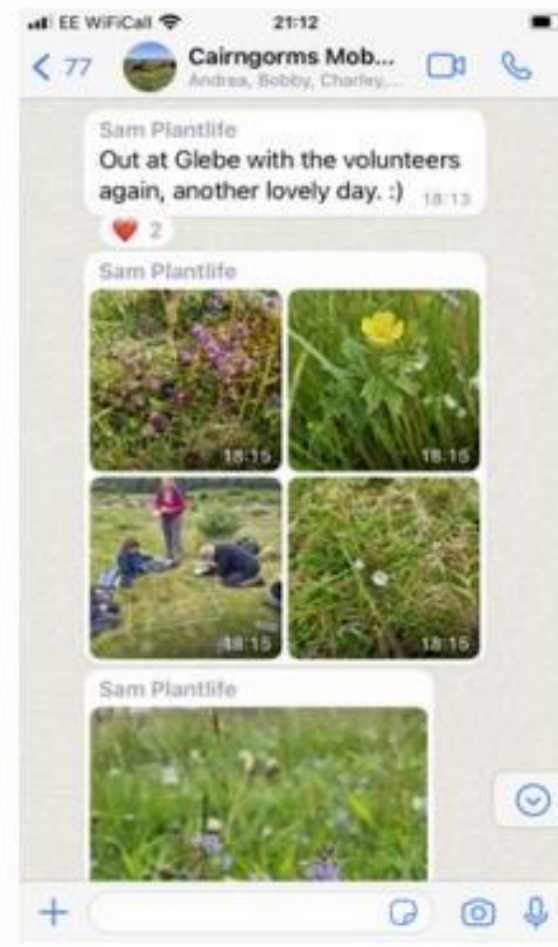 EE WiFiCall 21:12
77 Cairngorms Mob...
Andrea, Bobby, Charley,...
Sam Plantlife
Out at Glebe with the volunteers
again, another lovely day. :) 18:13
2
Sam Plantlife
18:15 18:15
18:15 18:15
Sam Plantlife